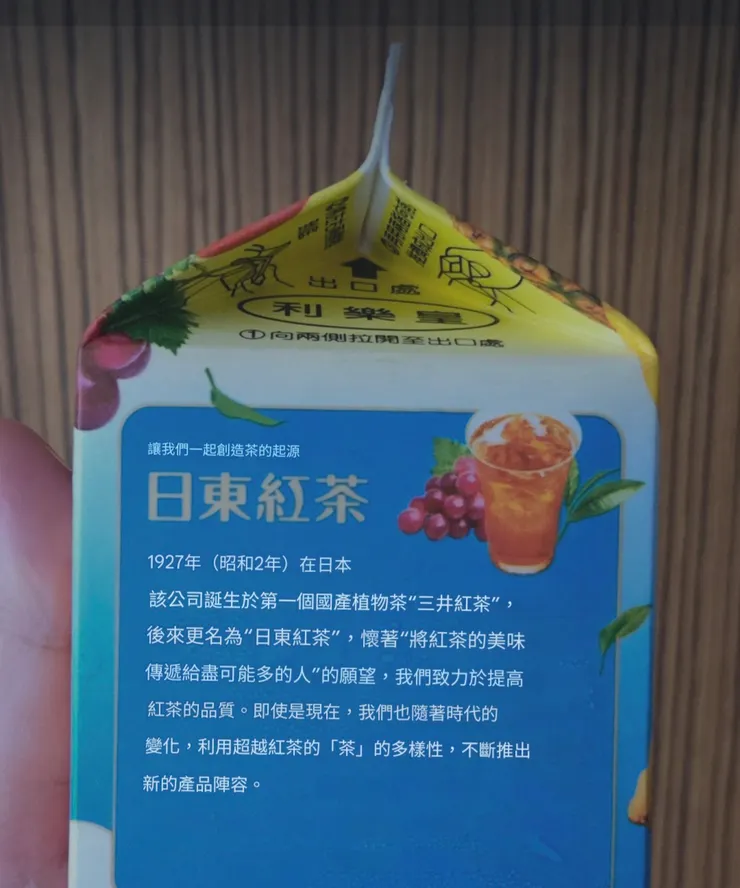 出口處
利樂皇
①向兩側拉開至出口處
讓我們一起創造茶的起源
日東紅茶
1927年（昭和2年）在日本
該公司誕生於第一個國產植物茶“三井紅茶”，
後來更名為“日東紅茶”，懷著“將紅茶的美味
傳遞給盡可能多的人”的願望，我們致力於提高
紅茶的品質。即使是現在，我們也隨著時代的
變化，利用超越紅茶的「茶」的多樣性，不斷推出
新的產品陣容。